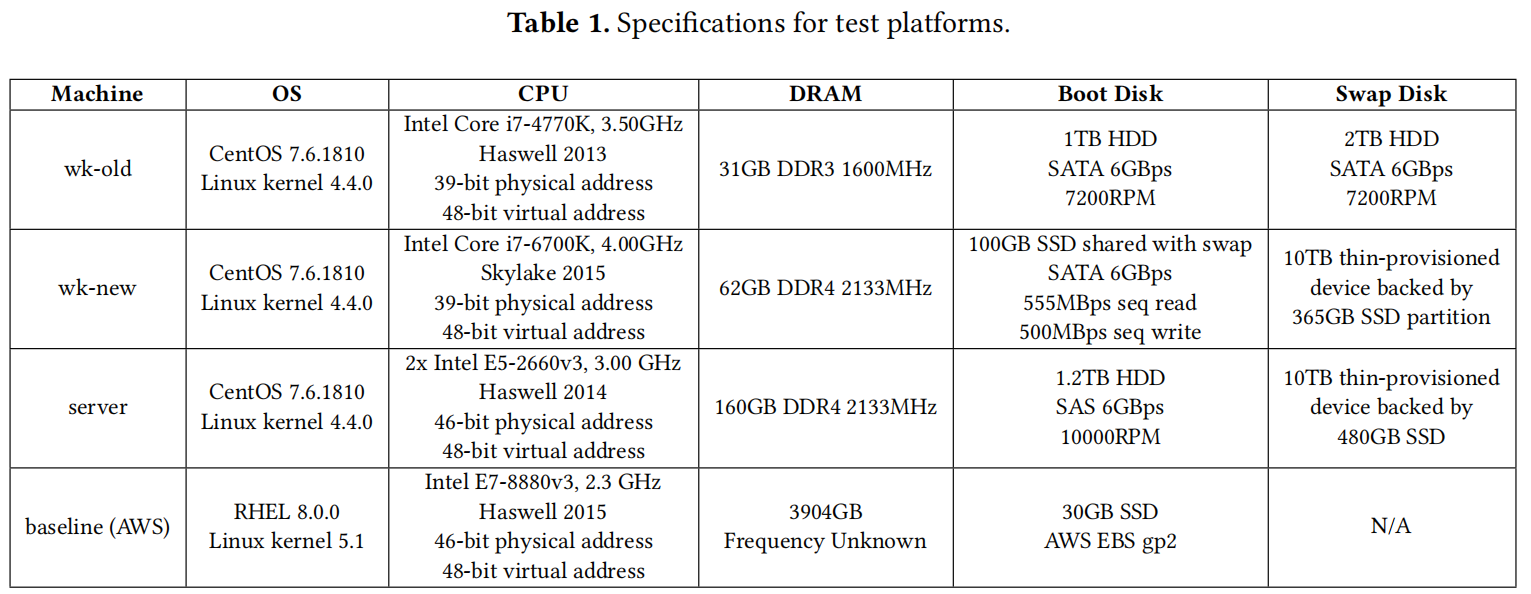 Table 1. Specifications for test platforms.
Machine OS CPU DRAM Boot Disk Swap Disk
wk-old
CentOS 7.6.1810
Linux kernel 4.4.0
Intel Core i7-4770K, 3.50GHz
Haswell 2013
39-bit physical address
48-bit virtual address
31GB DDR3 1600MHz
1TB HDD
SATA 6GBps
7200RPM
2TB HDD
SATA 6GBps
7200RPM
wk-new
CentOS 7.6.1810
Linux kernel 4.4.0
Intel Core i7-6700K, 4.00GHz
Skylake 2015
39-bit physical address
48-bit virtual address
62GB DDR4 2133MHz
100GB SSD shared with swap
SATA 6GBps
555MBps seq read
500MBps seq write
10TB thin-provisioned
device backed by
365GB SSD partition
server
CentOS 7.6.1810
Linux kernel 4.4.0
2x Intel E5-2660v3, 3.00 GHz
Haswell 2014
46-bit physical address
48-bit virtual address
160GB DDR4 2133MHz
1.2TB HDD
SAS 6GBps
10000RPM
10TB thin-provisioned
device backed by
480GB SSD
baseline (AWS)
RHEL 8.0.0
Linux kernel 5.1
Intel E7-8880v3, 2.3 GHz
Haswell 2015
46-bit physical address
48-bit virtual address
3904GB
Frequency Unknown
30GB SSD
AWS EBS gp2
N/A